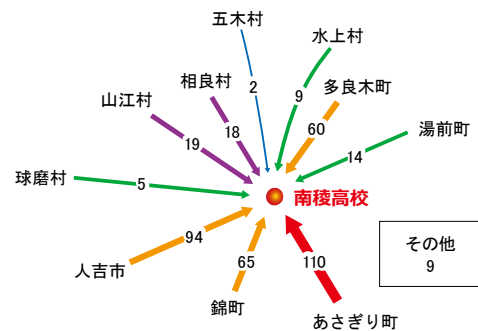 五木村
水上村
相良村
多良木町
山江村
2
9
18
60
湯前町
19
14
球磨村
5
南稜高校
94
その他
9
人吉市
65
110
錦町
あさぎり町